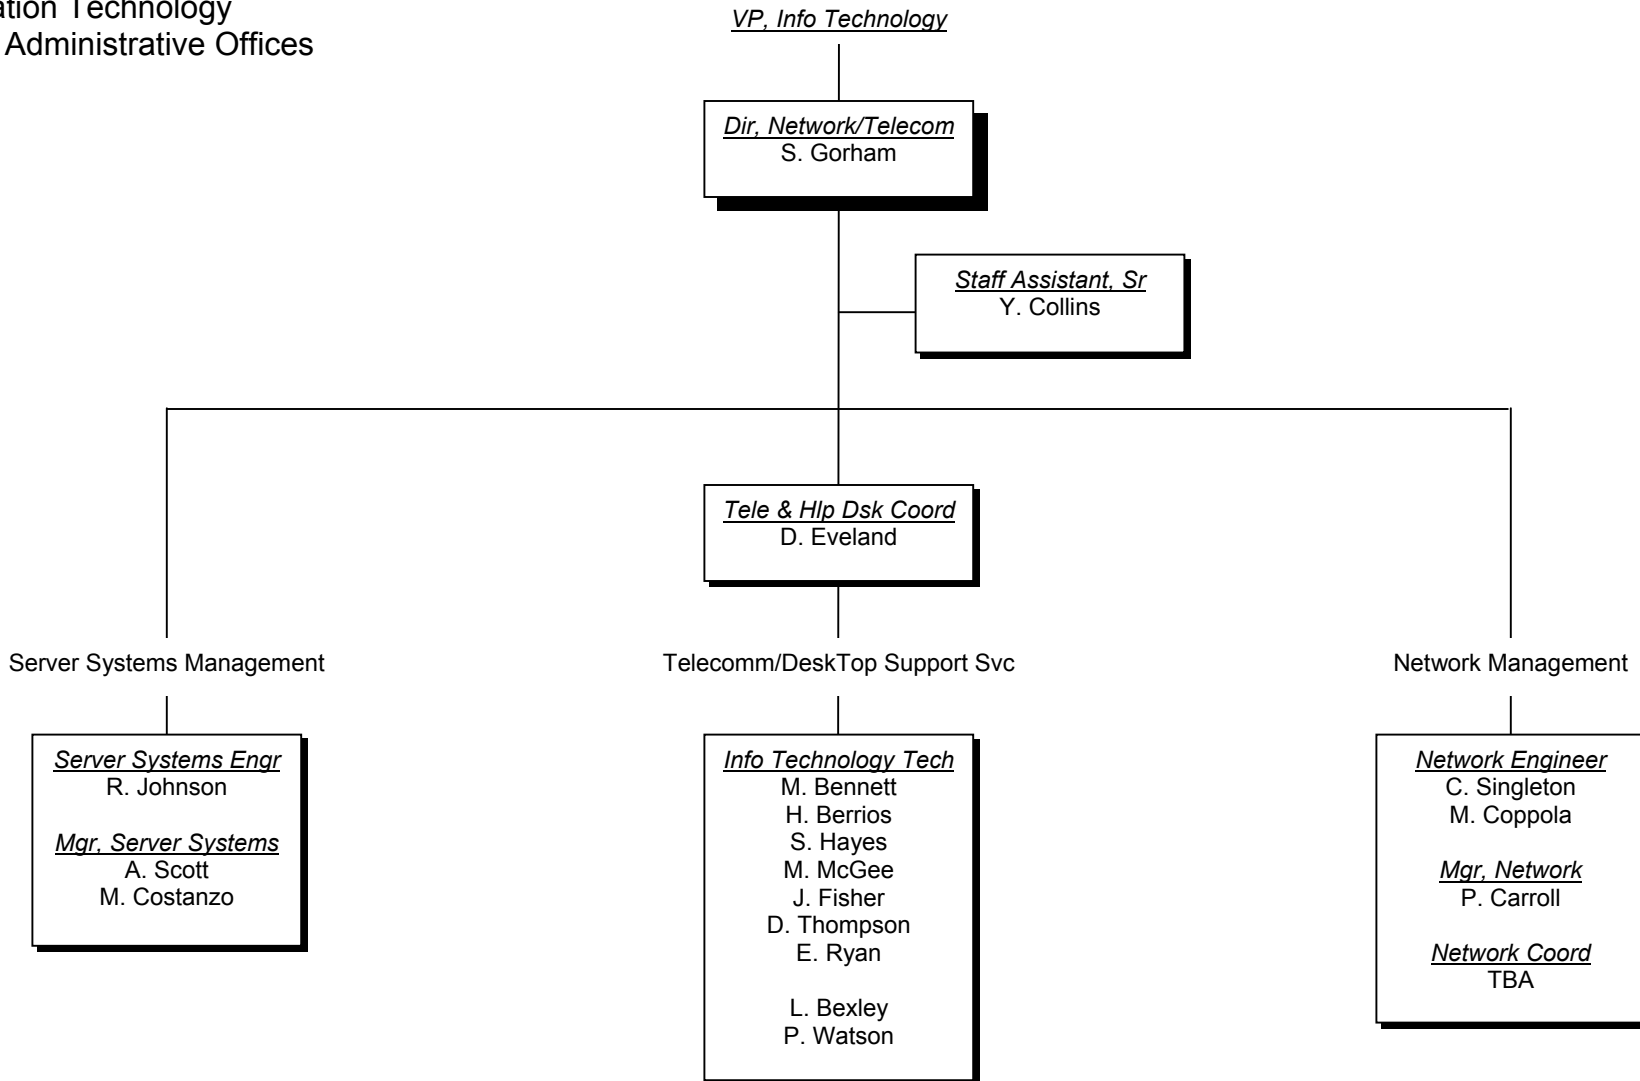 ation Technology
Administrative Offices
VP, Info Technology
Dir, Network/Telecom
S. Gorham
Staff Assistant, Sr
Y. Collins
Tele & Hlp Dsk Coord
D. Eveland
Server Systems Management
Telecomm/DeskTop Support Svc
Network Management
Server Systems Engr
R. Johnson
Mgr, Server Systems
A. Scott
M. Costanzo
Info Technology Tech
M. Bennett
H. Berrios
S. Hayes
M. McGee
J. Fisher
D. Thompson
E. Ryan
L. Bexley
P. Watson
Network Engineer
C. Singleton
M. Coppola
Mgr, Network
P. Carroll
Network Coord
TBA